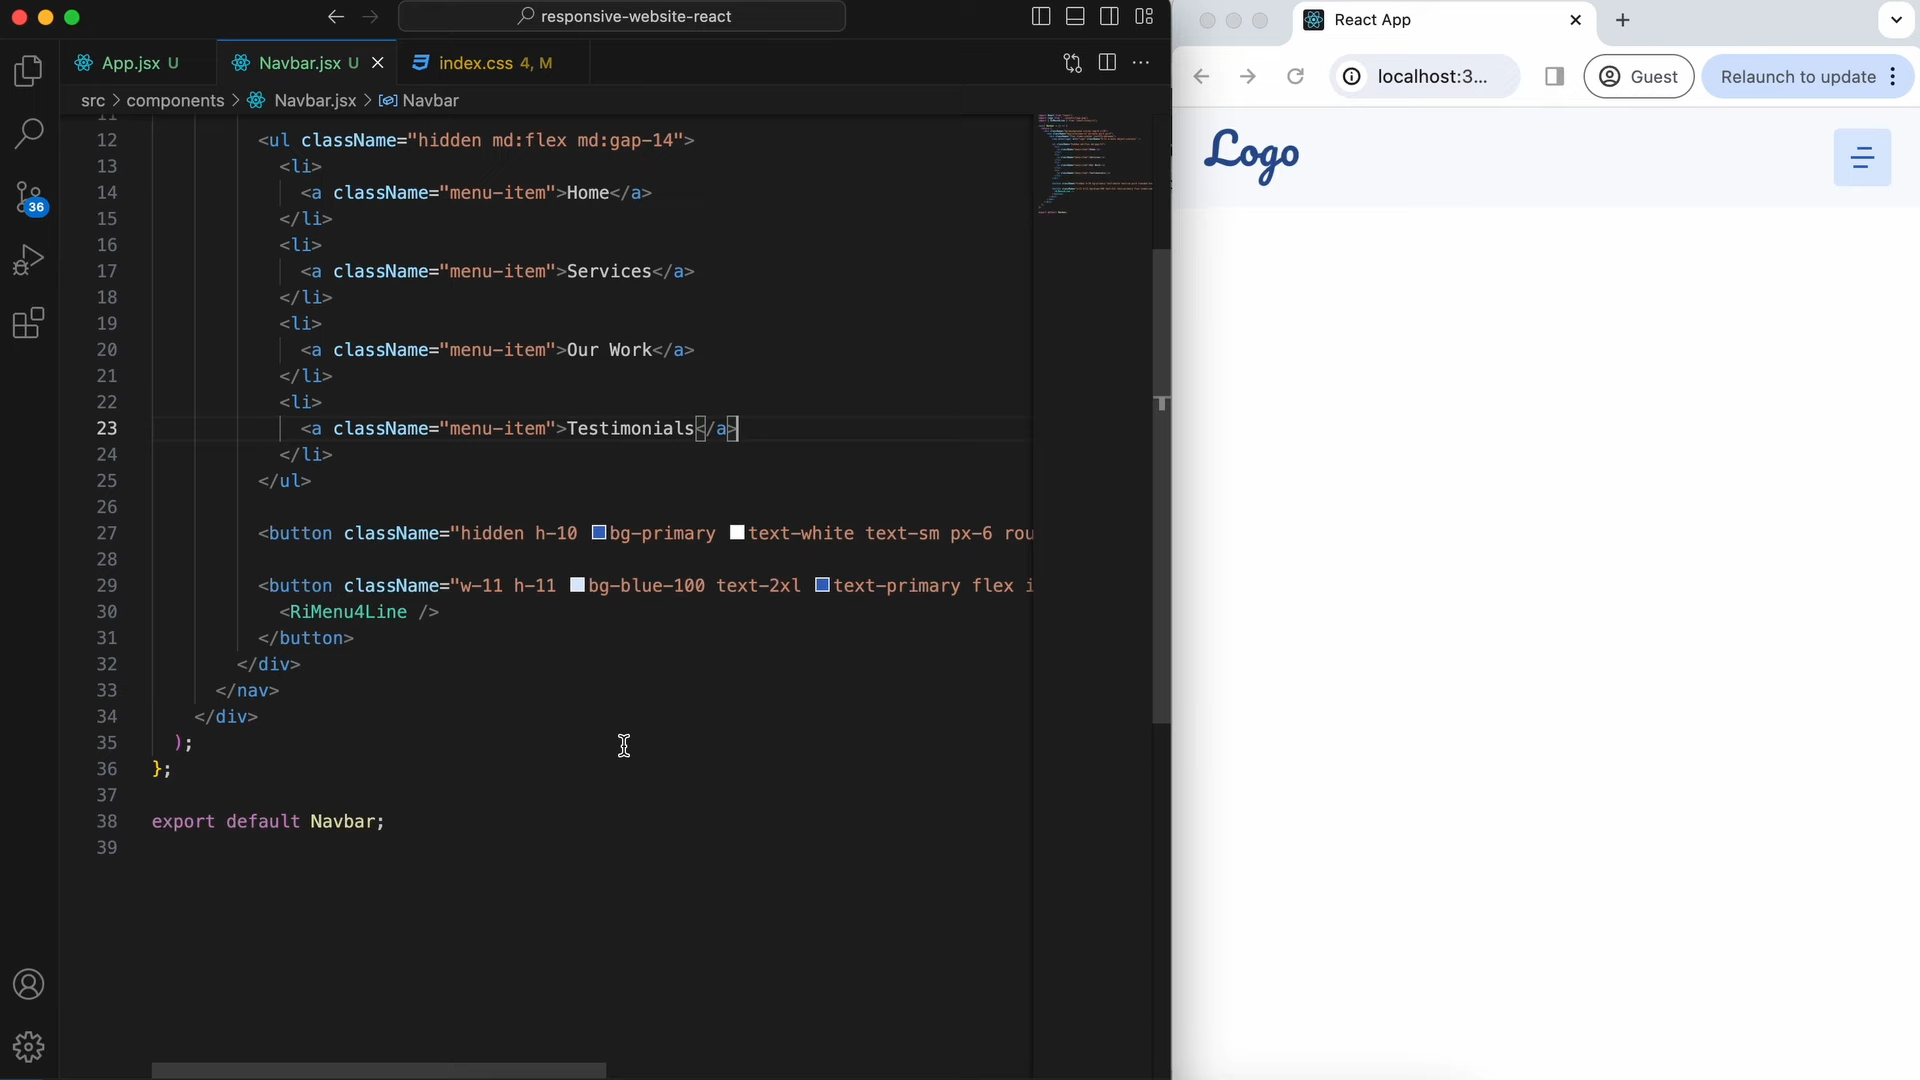 responsive-website-react
React App
App.jsx U
Navbar.jsx U
index.css 4, M
localhost:3...
Guest
Relaunch to update
src > components > Navbar.jsx > Navbar
Logo
11
12 <ul className="hidden md:flex md:gap-14">
13 <li>
14 <a className="menu-item">Home</a>
15 </li>
16 <li>
17 <a className="menu-item">Services</a>
18 </li>
19 <li>
20 <a className="menu-item">Our Work</a>
21 </li>
22 <li>
23 <a className="menu-item">Testimonials</a>
24 </li>
25 </ul>
26
27 <button className="hidden h-10 bg-primary text-white text-sm px-6 rou
28
29 <button className="w-11 h-11 bg-blue-100 text-2xl text-primary flex i
30 <RiMenu4Line />
31 </button>
32 </div>
33 </nav>
34 </div>
35 );
36 };
37
38 export default Navbar;
39
36